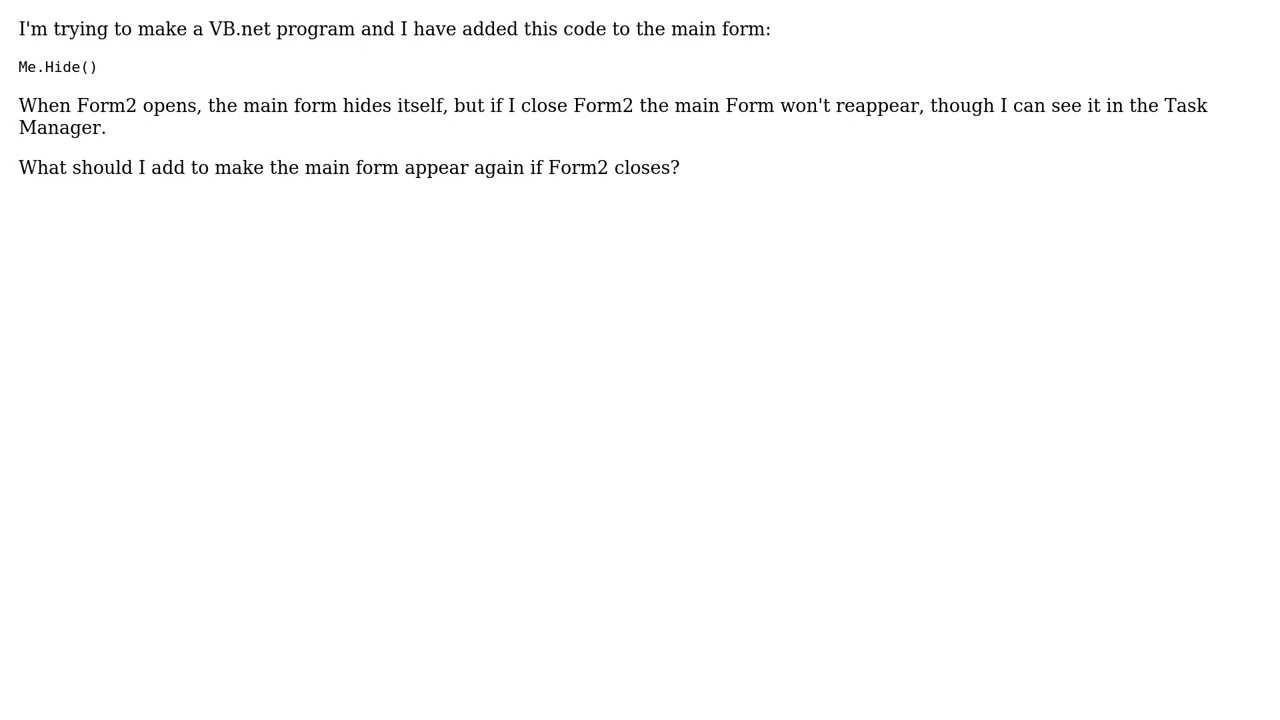 I'm trying to make a VB.net program and I have added this code to the main form:
Me.Hide()
When Form2 opens, the main form hides itself, but if I close Form2 the main Form won't reappear, though I can see it in the Task
Manager.
What should I add to make the main form appear again if Form2 closes?